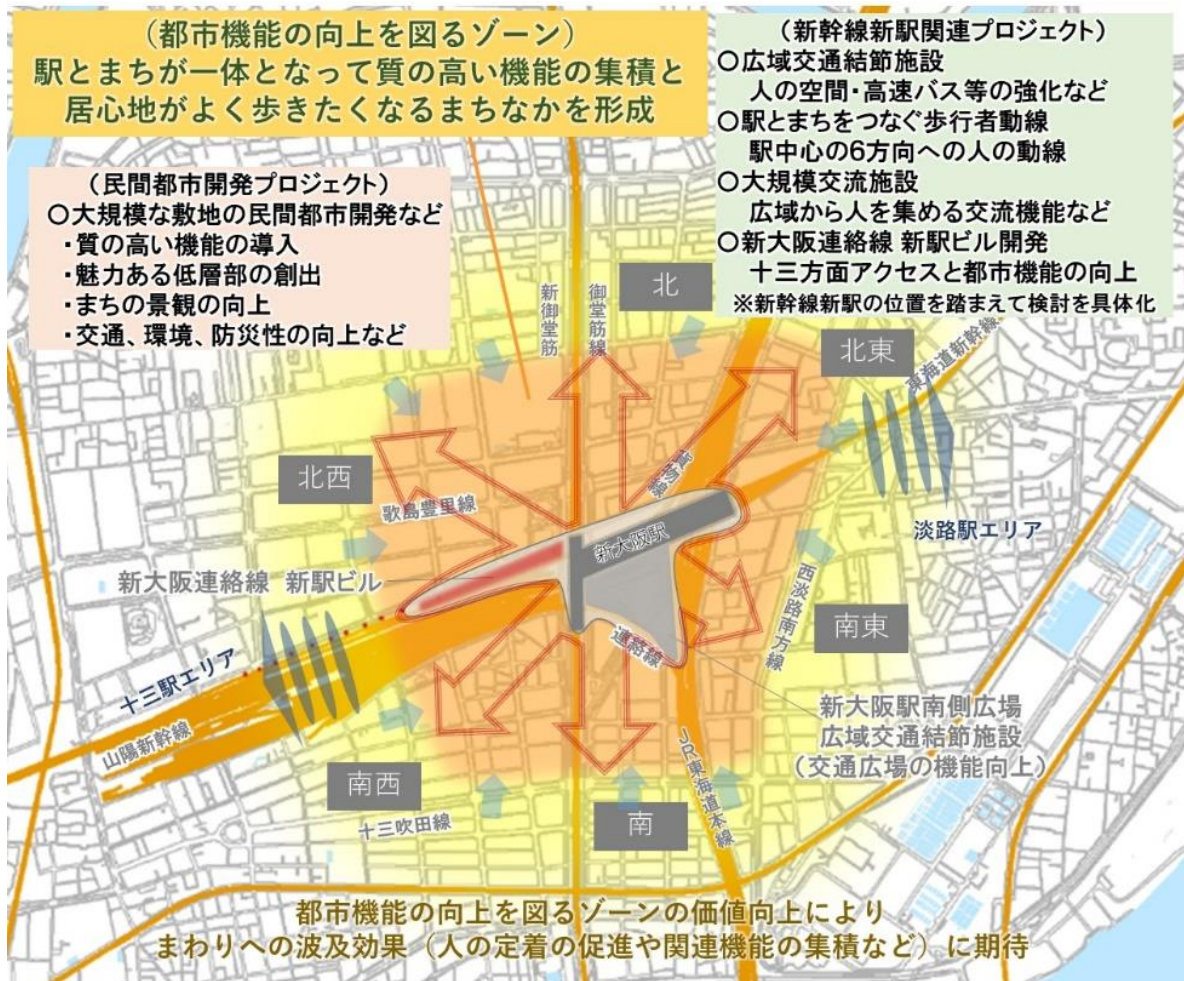 （都市機能の向上を図るゾーン）
駅とまちが一体となって質の高い機能の集積と
居心地がよく歩きたくなるまちなかを形成
（新幹線新駅関連プロジェクト）
○広域交通結節施設
人の空間・高速バス等の強化など
○駅とまちをつなぐ歩行者動線
駅中心の6方向への人の動線
○大規模交流施設
広域から人を集める交流機能など
○新大阪連絡線 新駅ビル開発
十三方面アクセスと都市機能の向上
※新幹線新駅の位置を踏まえて検討を具体化
（民間都市開発プロジェクト）
○大規模な敷地の民間都市開発など
・質の高い機能の導入
・魅力ある低層部の創出
・まちの景観の向上
・交通、環境、防災性の向上など
新御堂筋
御堂筋線
北
北東
東海道新幹線
北西
歌島豊里線
貨物線
新大阪駅
淡路駅エリア
新大阪連絡線 新駅ビル
西淡路南方線
南東
連絡線
十三駅エリア
山陽新幹線
新大阪駅南側広場
広域交通結節施設
（交通広場の機能向上）
南西
南
JR東海道本線
十三吹田線
都市機能の向上を図るゾーンの価値向上により
まわりへの波及効果（人の定着の促進や関連機能の集積など）に期待